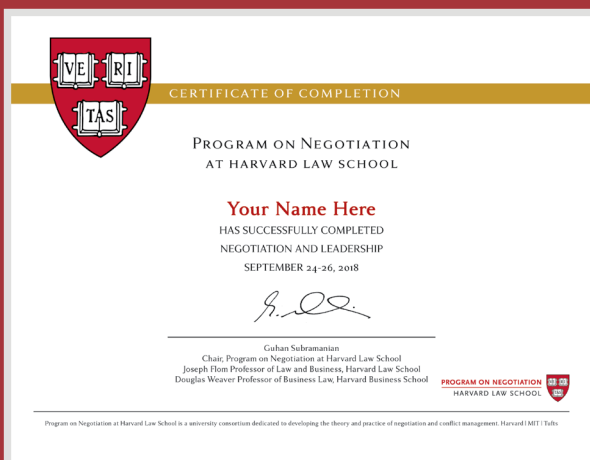 VE RI
TAS
CERTIFICATE OF COMPLETION
PROGRAM ON NEGOTIATION
AT HARVARD LAW SCHOOL
Your Name Here
HAS SUCCESSFULLY COMPLETED
NEGOTIATION AND LEADERSHIP
SEPTEMBER 24-26, 2018
Guhan Subramanian
Chair, Program on Negotiation at Harvard Law School
Joseph Flom Professor of Law and Business, Harvard Law School
Douglas Weaver Professor of Business Law, Harvard Business School
PROGRAM ON NEGOTIATION
HARVARD LAW SCHOOL
Program on Negotiation at Harvard Law School is a university consortium dedicated to developing the theory and practice of negotiation and conflict management. Harvard | MIT | Tufts